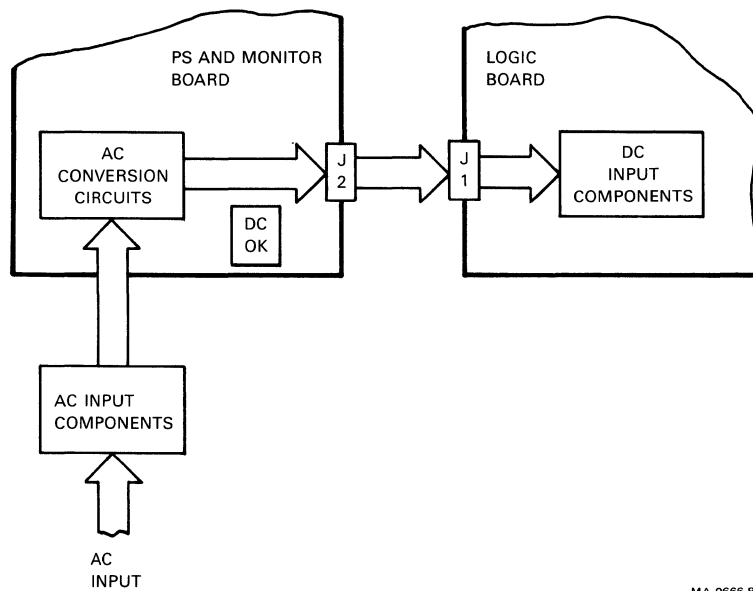 PS AND MONITOR
BOARD
LOGIC
BOARD
AC
CONVERSION
CIRCUITS
J
2
J
1
DC
INPUT
COMPONENTS
DC
OK
AC INPUT
COMPONENTS
AC
INPUT